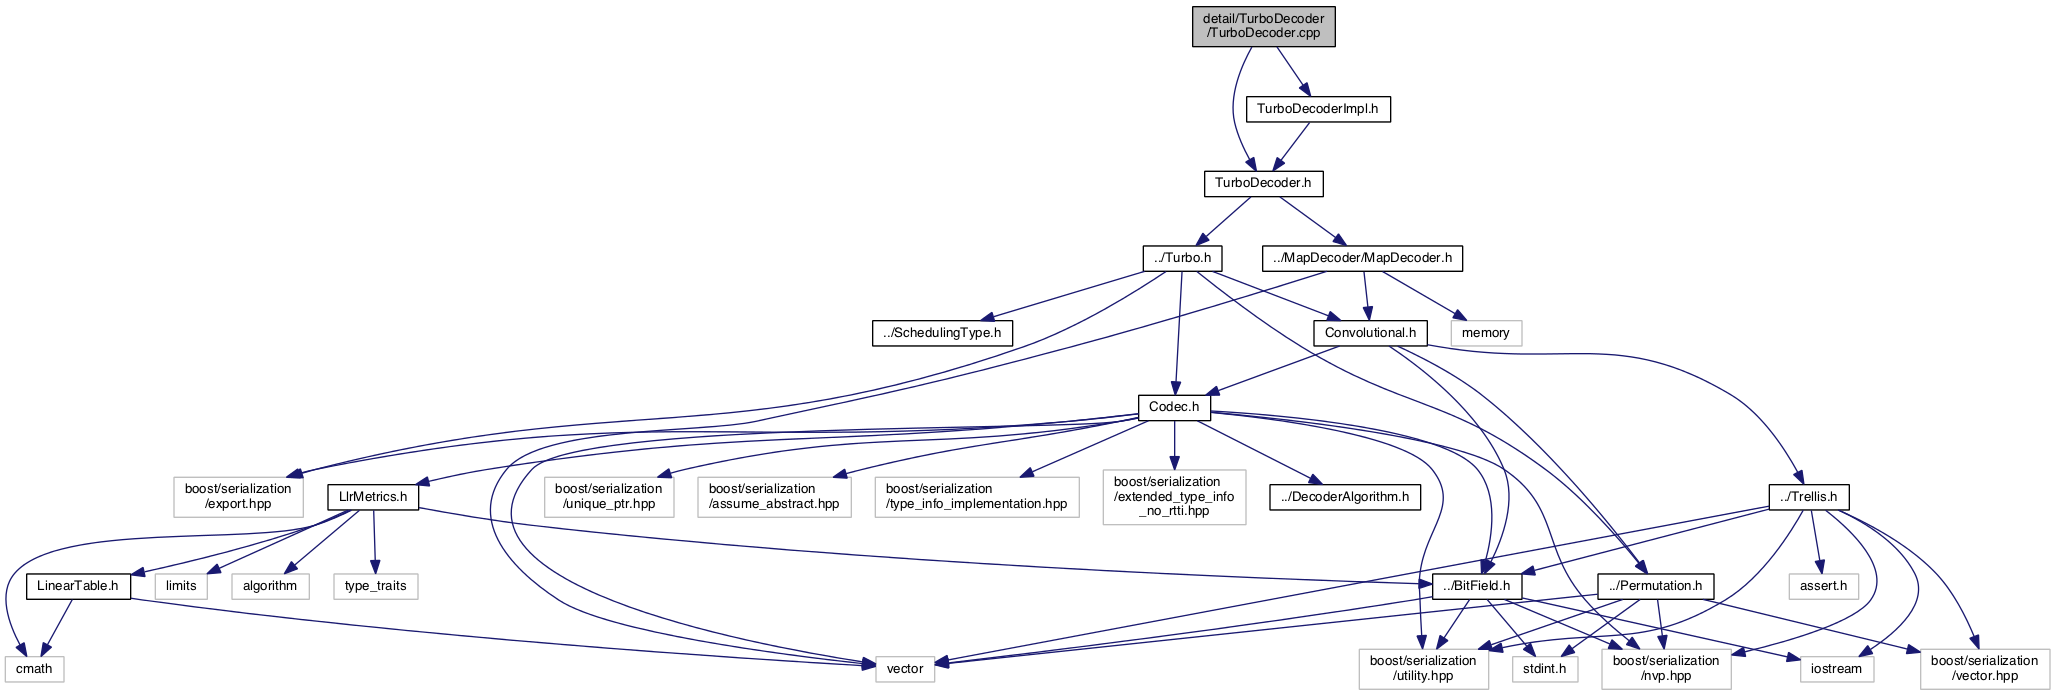 detail/TurboDecoder
/TurboDecoder.cpp
TurboDecoderImpl.h
TurboDecoder.h
../Turbo.h
../MapDecoder/MapDecoder.h
../SchedulingType.h
Convolutional.h
memory
Codec.h
boost/serialization
/export.hpp
LlrMetrics.h
boost/serialization
/unique_ptr.hpp
boost/serialization
/assume_abstract.hpp
boost/serialization
/type_info_implementation.hpp
boost/serialization
/extended_type_info
_no_rtti.hpp
../DecoderAlgorithm.h
../Trellis.h
LinearTable.h
limits
algorithm
type_traits
../BitField.h
../Permutation.h
assert.h
cmath
vector
boost/serialization
/utility.hpp
stdint.h
boost/serialization
/nvp.hpp
iostream
boost/serialization
/vector.hpp